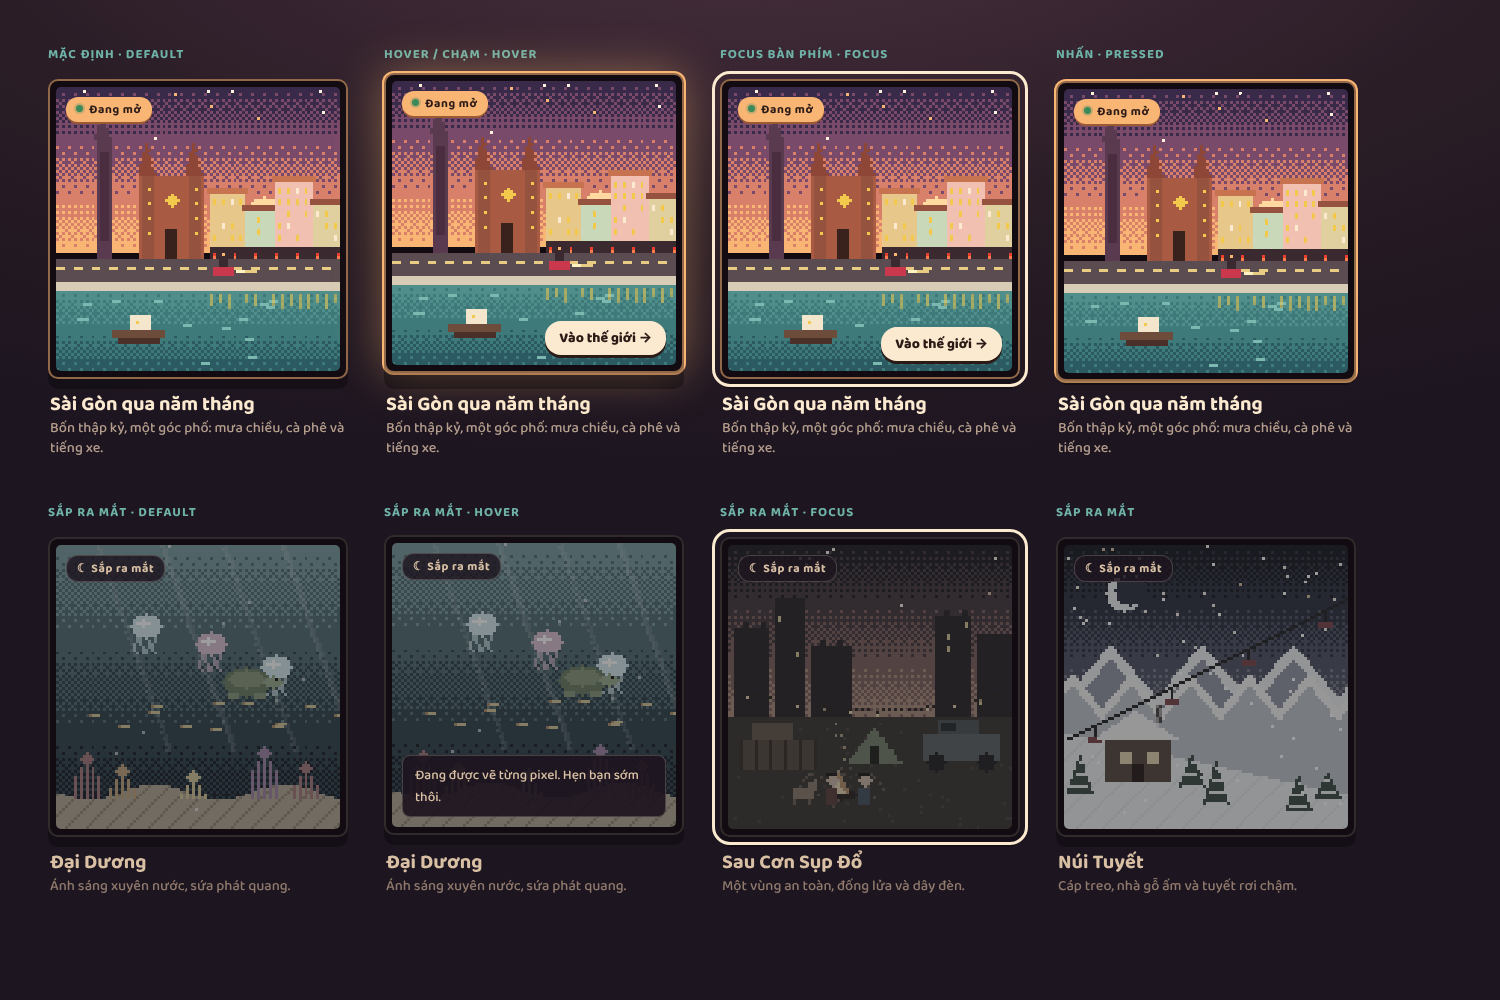 MẶC ĐỊNH · DEFAULT
HOVER / CHẠM · HOVER
FOCUS BÀN PHÍM · FOCUS
NHẤN · PRESSED
Đang mở
Đang mở
Đang mở
Đang mở
Vào thế giới →
Vào thế giới →
Sài Gòn qua năm tháng
Bốn thập kỷ, một góc phố: mưa chiều, cà phê và
tiếng xe.
Sài Gòn qua năm tháng
Bốn thập kỷ, một góc phố: mưa chiều, cà phê và
tiếng xe.
Sài Gòn qua năm tháng
Bốn thập kỷ, một góc phố: mưa chiều, cà phê và
tiếng xe.
Sài Gòn qua năm tháng
Bốn thập kỷ, một góc phố: mưa chiều, cà phê và
tiếng xe.
SẮP RA MẮT · DEFAULT
SẮP RA MẮT · HOVER
SẮP RA MẮT · FOCUS
SẮP RA MẮT
☾ Sắp ra mắt
☾ Sắp ra mắt
☾ Sắp ra mắt
☾ Sắp ra mắt
Đang được vẽ từng pixel. Hẹn bạn sớm
thôi.
Đại Dương
Ánh sáng xuyên nước, sứa phát quang.
Đại Dương
Ánh sáng xuyên nước, sứa phát quang.
Sau Cơn Sụp Đổ
Một vùng an toàn, đống lửa và dây đèn.
Núi Tuyết
Cáp treo, nhà gỗ ấm và tuyết rơi chậm.